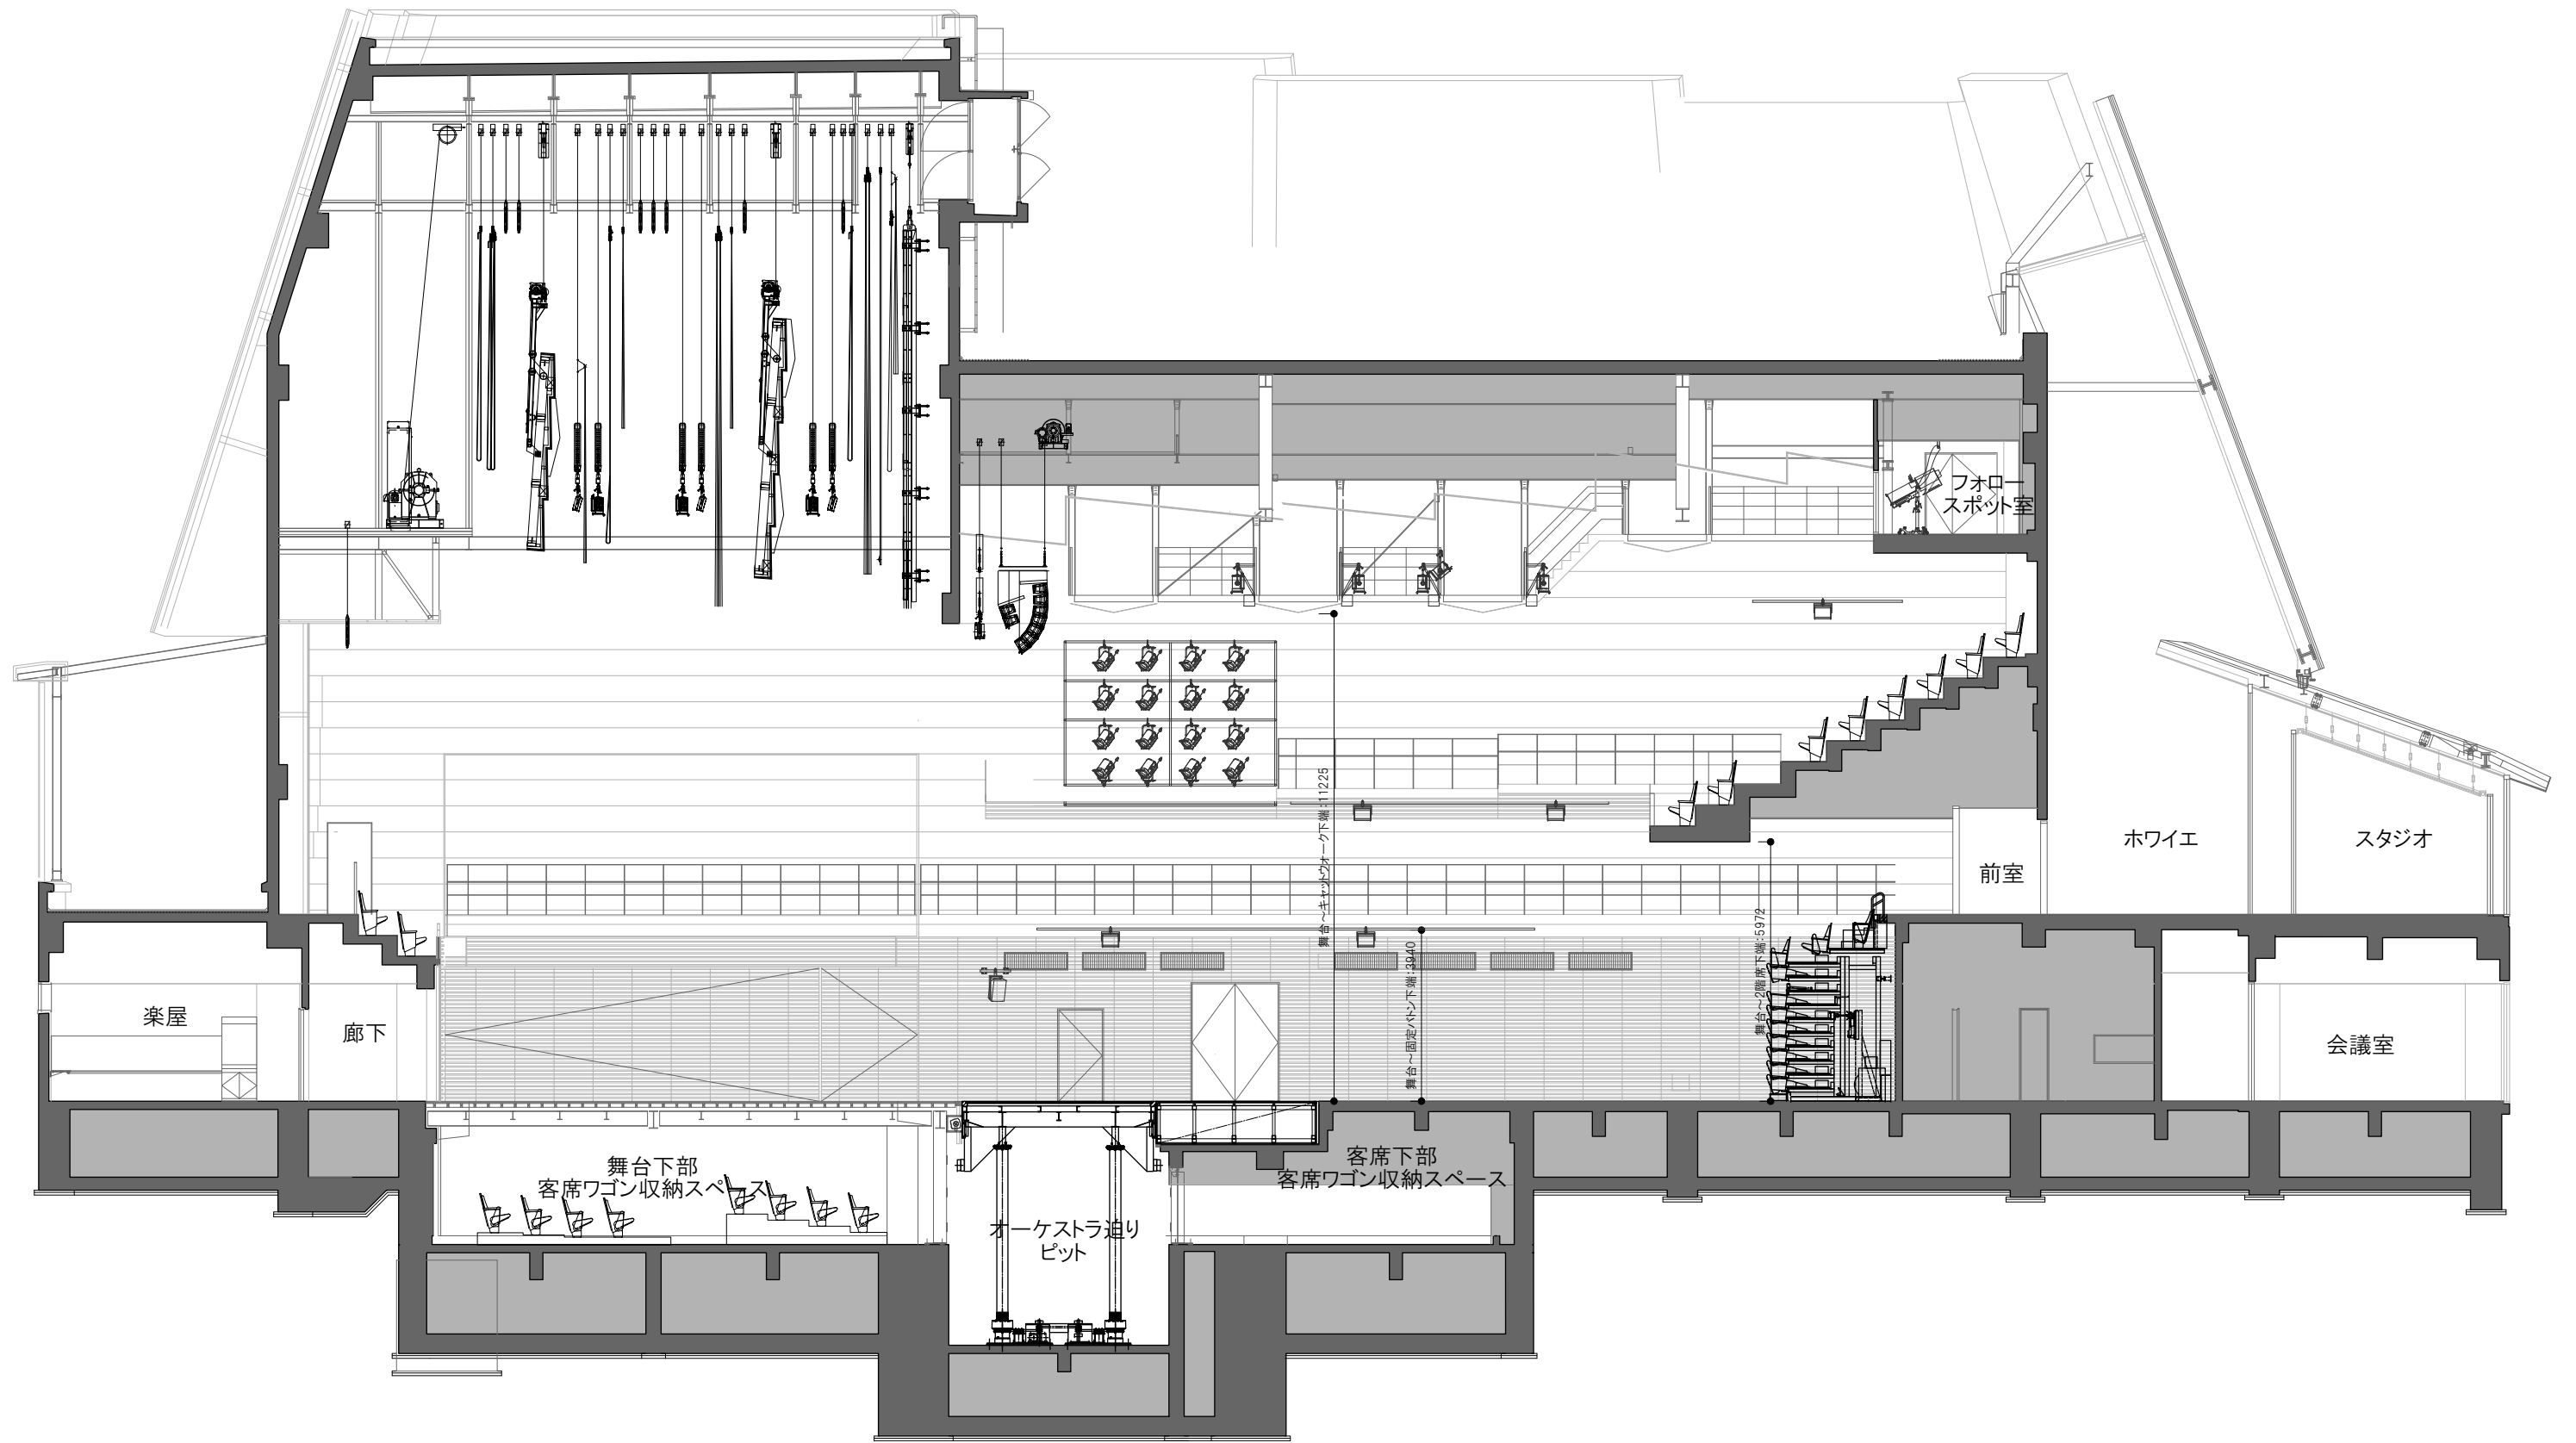 フォロー
スポット室
舞台～キャットウォーク下端:11225
ホワイエ
スタジオ
前室
舞台～固定バトン下端:3940
舞台～2階席下端:5972
楽屋
廊下
会議室
舞台下部
客席ワゴン収納スペース
客席下部
客席ワゴン収納スペース
オーケストラ迫り
ピット